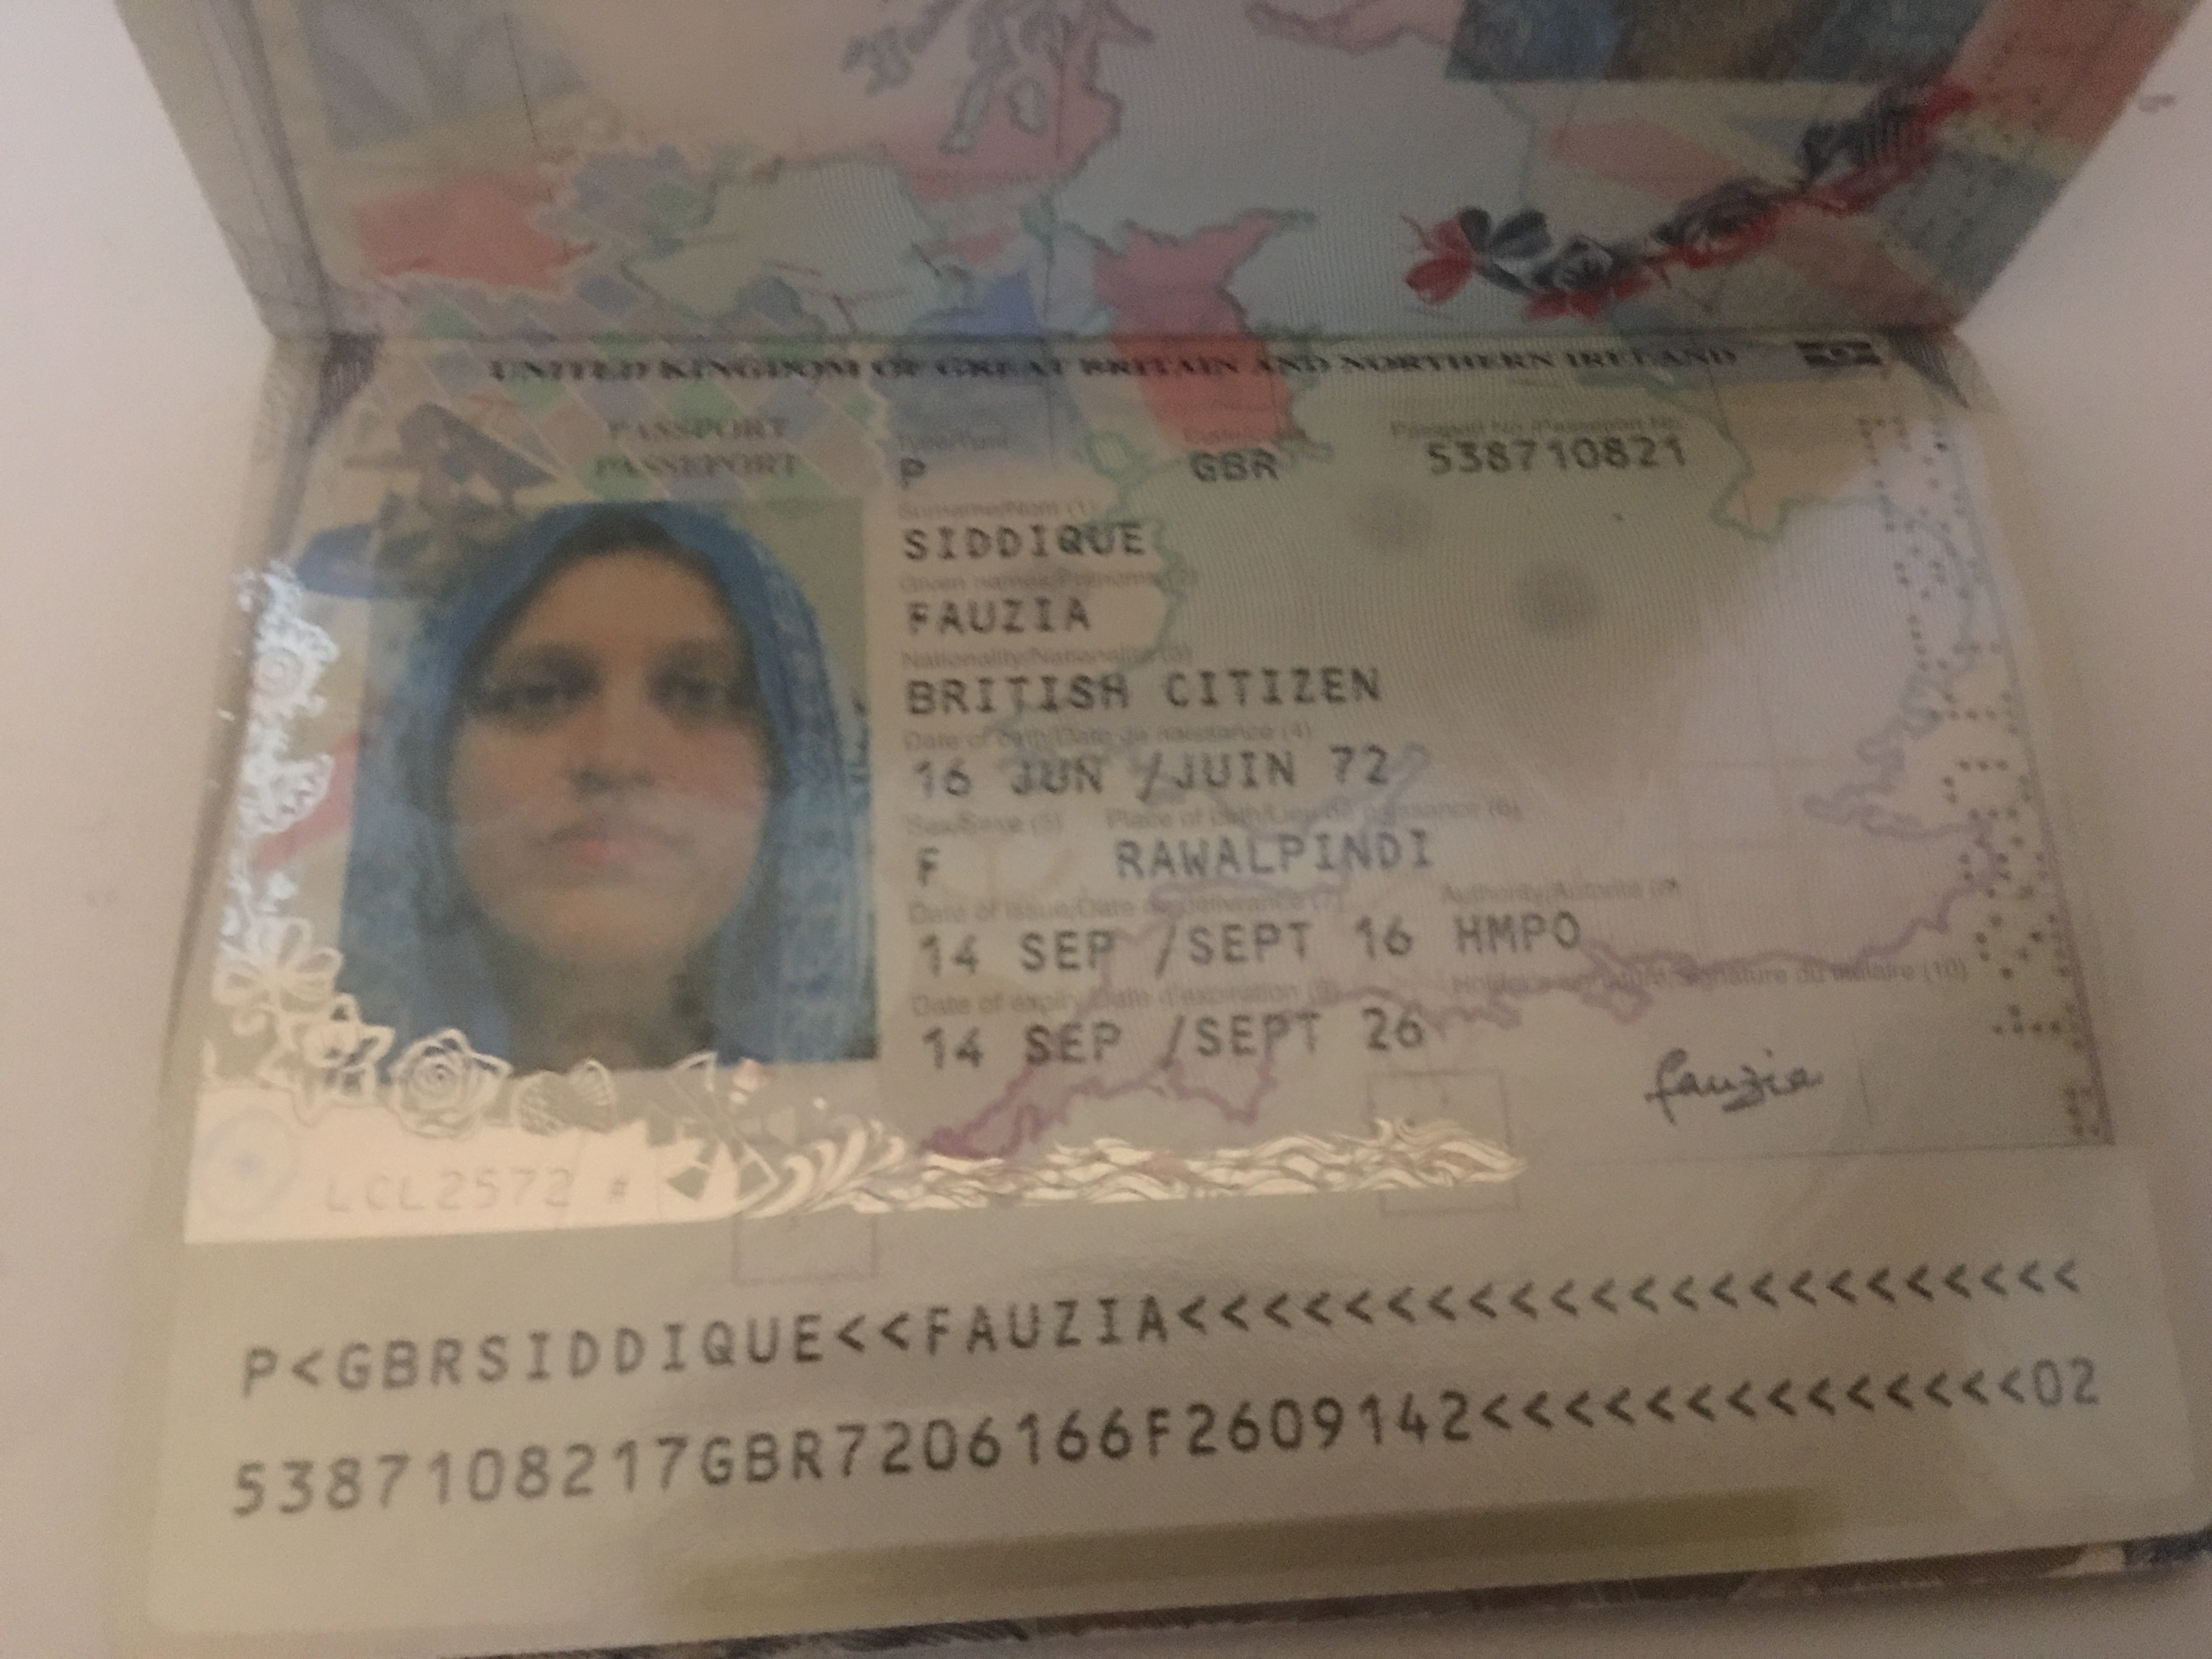 UNITED KINGDOM OF GREAT BRITAIN AND NORTHERN IRELAND
PASSPORT
PASSEPORT
P GBR 538710821
SIDDIQUE
FAUZIA
BRITISH CITIZEN
16 JUN /JUIN 72
F RAWALPINDI
14 SEP /SEPT 16 HMPO
14 SEP /SEPT 26
Fauzia
LCL2572 #
P<GBRSIDDIQUE<<FAUZIA<<<<<<<<<<<<<<<<<<<<<<<
5387108217GBR7206166F2609142<<<<<<<<<<<<<<02